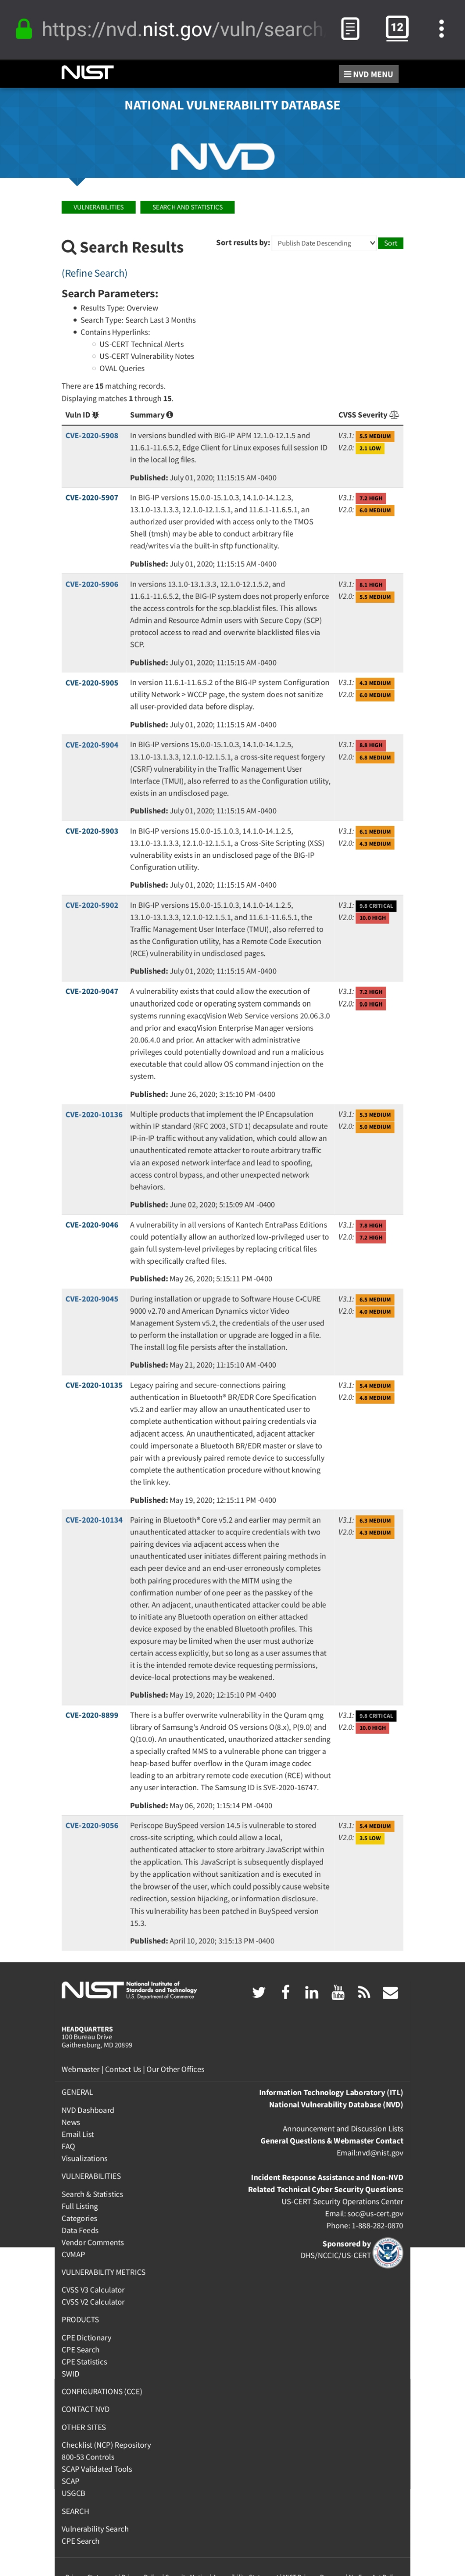 https://nvd.nist.gov/vuln/search
12
NIST
NVD MENU
NATIONAL VULNERABILITY DATABASE
NVD
VULNERABILITIES
SEARCH AND STATISTICS
Search Results
Sort results by: Publish Date Descending Sort
(Refine Search)
Search Parameters:
Results Type: Overview
Search Type: Search Last 3 Months
Contains Hyperlinks:
US-CERT Technical Alerts
US-CERT Vulnerability Notes
OVAL Queries
There are 15 matching records.
Displaying matches 1 through 15.
Vuln ID Summary CVSS Severity
CVE-2020-5908 In versions bundled with BIG-IP APM 12.1.0-12.1.5 and V3.1: 5.5 MEDIUM
11.6.1-11.6.5.2, Edge Client for Linux exposes full session ID V2.0: 2.1 LOW
in the local log files.
Published: July 01, 2020; 11:15:15 AM -0400
CVE-2020-5907 In BIG-IP versions 15.0.0-15.1.0.3, 14.1.0-14.1.2.3, V3.1: 7.2 HIGH
13.1.0-13.1.3.3, 12.1.0-12.1.5.1, and 11.6.1-11.6.5.1, an V2.0: 6.0 MEDIUM
authorized user provided with access only to the TMOS
Shell (tmsh) may be able to conduct arbitrary file
read/writes via the built-in sftp functionality.
Published: July 01, 2020; 11:15:15 AM -0400
CVE-2020-5906 In versions 13.1.0-13.1.3.3, 12.1.0-12.1.5.2, and V3.1: 8.1 HIGH
11.6.1-11.6.5.2, the BIG-IP system does not properly enforce V2.0: 5.5 MEDIUM
the access controls for the scp.blacklist files. This allows
Admin and Resource Admin users with Secure Copy (SCP)
protocol access to read and overwrite blacklisted files via
SCP.
Published: July 01, 2020; 11:15:15 AM -0400
CVE-2020-5905 In version 11.6.1-11.6.5.2 of the BIG-IP system Configuration V3.1: 4.3 MEDIUM
utility Network > WCCP page, the system does not sanitize V2.0: 6.0 MEDIUM
all user-provided data before display.
Published: July 01, 2020; 11:15:15 AM -0400
CVE-2020-5904 In BIG-IP versions 15.0.0-15.1.0.3, 14.1.0-14.1.2.5, V3.1: 8.8 HIGH
13.1.0-13.1.3.3, 12.1.0-12.1.5.1, a cross-site request forgery V2.0: 6.8 MEDIUM
(CSRF) vulnerability in the Traffic Management User
Interface (TMUI), also referred to as the Configuration utility,
exists in an undisclosed page.
Published: July 01, 2020; 11:15:15 AM -0400
CVE-2020-5903 In BIG-IP versions 15.0.0-15.1.0.3, 14.1.0-14.1.2.5, V3.1: 6.1 MEDIUM
13.1.0-13.1.3.3, 12.1.0-12.1.5.1, a Cross-Site Scripting (XSS) V2.0: 4.3 MEDIUM
vulnerability exists in an undisclosed page of the BIG-IP
Configuration utility.
Published: July 01, 2020; 11:15:15 AM -0400
CVE-2020-5902 In BIG-IP versions 15.0.0-15.1.0.3, 14.1.0-14.1.2.5, V3.1: 9.8 CRITICAL
13.1.0-13.1.3.3, 12.1.0-12.1.5.1, and 11.6.1-11.6.5.1, the V2.0: 10.0 HIGH
Traffic Management User Interface (TMUI), also referred to
as the Configuration utility, has a Remote Code Execution
(RCE) vulnerability in undisclosed pages.
Published: July 01, 2020; 11:15:15 AM -0400
CVE-2020-9047 A vulnerability exists that could allow the execution of V3.1: 7.2 HIGH
unauthorized code or operating system commands on V2.0: 9.0 HIGH
systems running exacqVision Web Service versions 20.06.3.0
and prior and exacqVision Enterprise Manager versions
20.06.4.0 and prior. An attacker with administrative
privileges could potentially download and run a malicious
executable that could allow OS command injection on the
system.
Published: June 26, 2020; 3:15:10 PM -0400
CVE-2020-10136 Multiple products that implement the IP Encapsulation V3.1: 5.3 MEDIUM
within IP standard (RFC 2003, STD 1) decapsulate and route V2.0: 5.0 MEDIUM
IP-in-IP traffic without any validation, which could allow an
unauthenticated remote attacker to route arbitrary traffic
via an exposed network interface and lead to spoofing,
access control bypass, and other unexpected network
behaviors.
Published: June 02, 2020; 5:15:09 AM -0400
CVE-2020-9046 A vulnerability in all versions of Kantech EntraPass Editions V3.1: 7.8 HIGH
could potentially allow an authorized low-privileged user to V2.0: 7.2 HIGH
gain full system-level privileges by replacing critical files
with specifically crafted files.
Published: May 26, 2020; 5:15:11 PM -0400
CVE-2020-9045 During installation or upgrade to Software House C•CURE V3.1: 6.5 MEDIUM
9000 v2.70 and American Dynamics victor Video V2.0: 4.0 MEDIUM
Management System v5.2, the credentials of the user used
to perform the installation or upgrade are logged in a file.
The install log file persists after the installation.
Published: May 21, 2020; 11:15:10 AM -0400
CVE-2020-10135 Legacy pairing and secure-connections pairing V3.1: 5.4 MEDIUM
authentication in Bluetooth® BR/EDR Core Specification V2.0: 4.8 MEDIUM
v5.2 and earlier may allow an unauthenticated user to
complete authentication without pairing credentials via
adjacent access. An unauthenticated, adjacent attacker
could impersonate a Bluetooth BR/EDR master or slave to
pair with a previously paired remote device to successfully
complete the authentication procedure without knowing
the link key.
Published: May 19, 2020; 12:15:11 PM -0400
CVE-2020-10134 Pairing in Bluetooth® Core v5.2 and earlier may permit an V3.1: 6.3 MEDIUM
unauthenticated attacker to acquire credentials with two V2.0: 4.3 MEDIUM
pairing devices via adjacent access when the
unauthenticated user initiates different pairing methods in
each peer device and an end-user erroneously completes
both pairing procedures with the MITM using the
confirmation number of one peer as the passkey of the
other. An adjacent, unauthenticated attacker could be able
to initiate any Bluetooth operation on either attacked
device exposed by the enabled Bluetooth profiles. This
exposure may be limited when the user must authorize
certain access explicitly, but so long as a user assumes that
it is the intended remote device requesting permissions,
device-local protections may be weakened.
Published: May 19, 2020; 12:15:10 PM -0400
CVE-2020-8899 There is a buffer overwrite vulnerability in the Quram qmg V3.1: 9.8 CRITICAL
library of Samsung's Android OS versions O(8.x), P(9.0) and V2.0: 10.0 HIGH
Q(10.0). An unauthenticated, unauthorized attacker sending
a specially crafted MMS to a vulnerable phone can trigger a
heap-based buffer overflow in the Quram image codec
leading to an arbitrary remote code execution (RCE) without
any user interaction. The Samsung ID is SVE-2020-16747.
Published: May 06, 2020; 1:15:14 PM -0400
CVE-2020-9056 Periscope BuySpeed version 14.5 is vulnerable to stored V3.1: 5.4 MEDIUM
cross-site scripting, which could allow a local, V2.0: 3.5 LOW
authenticated attacker to store arbitrary JavaScript within
the application. This JavaScript is subsequently displayed
by the application without sanitization and is executed in
the browser of the user, which could possibly cause website
redirection, session hijacking, or information disclosure.
This vulnerability has been patched in BuySpeed version
15.3.
Published: April 10, 2020; 3:15:13 PM -0400
NIST National Institute of
Standards and Technology
U.S. Department of Commerce
You Tube
HEADQUARTERS
100 Bureau Drive
Gaithersburg, MD 20899
Webmaster | Contact Us | Our Other Offices
GENERAL
NVD Dashboard
News
Email List
FAQ
Visualizations
VULNERABILITIES
Search & Statistics
Full Listing
Categories
Data Feeds
Vendor Comments
CVMAP
VULNERABILITY METRICS
CVSS V3 Calculator
CVSS V2 Calculator
PRODUCTS
CPE Dictionary
CPE Search
CPE Statistics
SWID
CONFIGURATIONS (CCE)
CONTACT NVD
OTHER SITES
Checklist (NCP) Repository
800-53 Controls
SCAP Validated Tools
SCAP
USGCB
SEARCH
Vulnerability Search
CPE Search
Information Technology Laboratory (ITL)
National Vulnerability Database (NVD)
Announcement and Discussion Lists
General Questions & Webmaster Contact
Email:nvd@nist.gov
Incident Response Assistance and Non-NVD
Related Technical Cyber Security Questions:
US-CERT Security Operations Center
Email: soc@us-cert.gov
Phone: 1-888-282-0870
Sponsored by
DHS/NCCIC/US-CERT